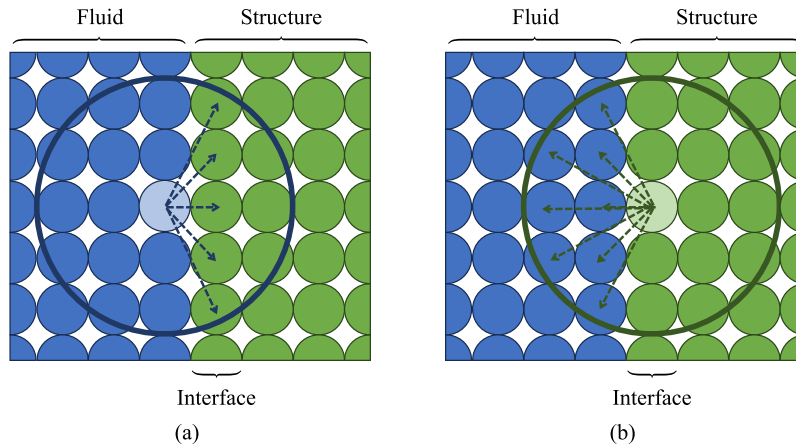 Fluid Structure
Fluid Structure
Interface
Interface
(a)
(b)